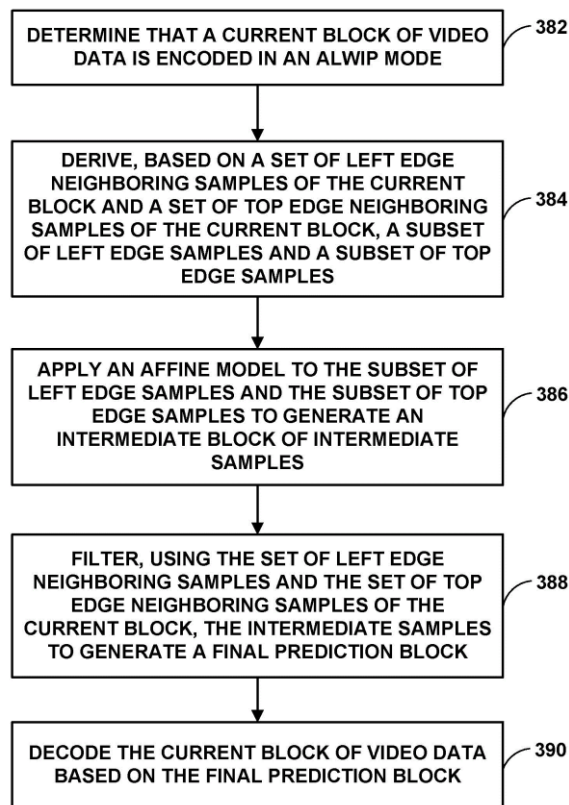 DETERMINE THAT A CURRENT BLOCK OF VIDEO
DATA IS ENCODED IN AN ALWIP MODE
382
DERIVE, BASED ON A SET OF LEFT EDGE
NEIGHBORING SAMPLES OF THE CURRENT
BLOCK AND A SET OF TOP EDGE NEIGHBORING
SAMPLES OF THE CURRENT BLOCK, A SUBSET
OF LEFT EDGE SAMPLES AND A SUBSET OF TOP
EDGE SAMPLES
384
APPLY AN AFFINE MODEL TO THE SUBSET OF
LEFT EDGE SAMPLES AND THE SUBSET OF TOP
EDGE SAMPLES TO GENERATE AN
INTERMEDIATE BLOCK OF INTERMEDIATE
SAMPLES
386
FILTER, USING THE SET OF LEFT EDGE
NEIGHBORING SAMPLES AND THE SET OF TOP
EDGE NEIGHBORING SAMPLES OF THE
CURRENT BLOCK, THE INTERMEDIATE SAMPLES
TO GENERATE A FINAL PREDICTION BLOCK
388
DECODE THE CURRENT BLOCK OF VIDEO DATA
BASED ON THE FINAL PREDICTION BLOCK
390